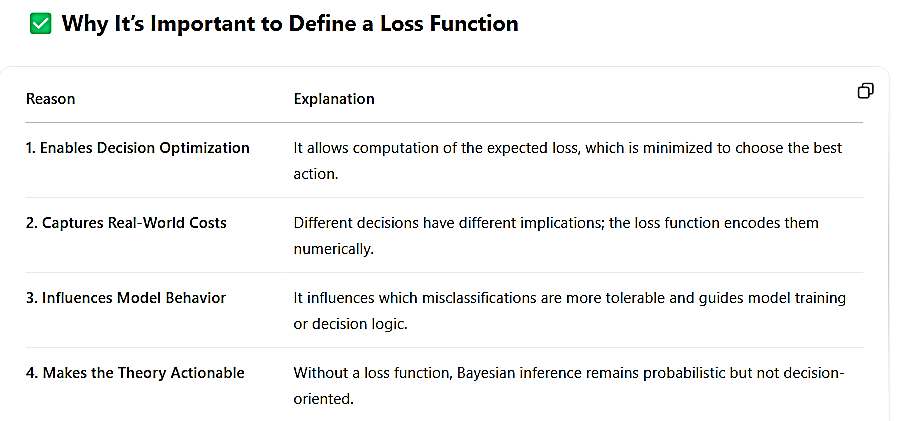 ✅ Why It’s Important to Define a Loss Function
Reason Explanation
1. Enables Decision Optimization It allows computation of the expected loss, which is minimized to choose the best
action.
2. Captures Real-World Costs Different decisions have different implications; the loss function encodes them
numerically.
3. Influences Model Behavior It influences which misclassifications are more tolerable and guides model training
or decision logic.
4. Makes the Theory Actionable Without a loss function, Bayesian inference remains probabilistic but not decision-
oriented.